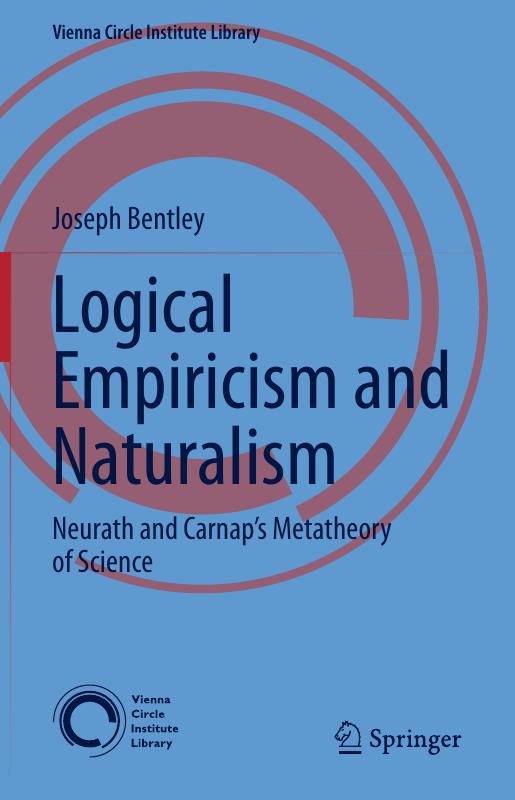 Vienna Circle Institute Library
Joseph Bentley
Logical
Empiricism and
Naturalism
Neurath and Carnap's Metatheory
of Science
Vienna
Circle
Institute
Library
Springer